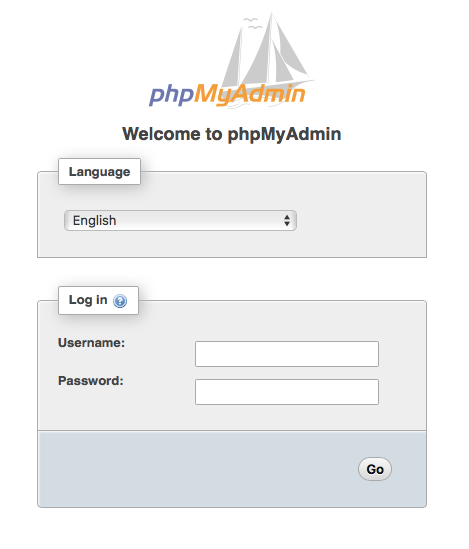 phpMyAdmin
Welcome to phpMyAdmin
Language
English
Log in
Username:
Password:
Go